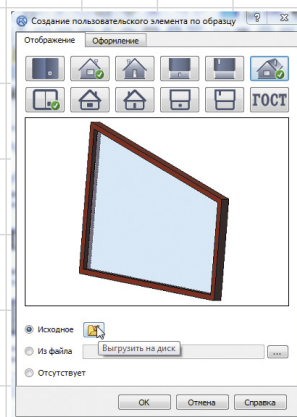 Создание пользовательского элемента по образцу
Отображение Оформление
ГОСТ
Исходное
Выгрузить на диск
Из файла ...
Отсутствует
ОК Отмена Справка